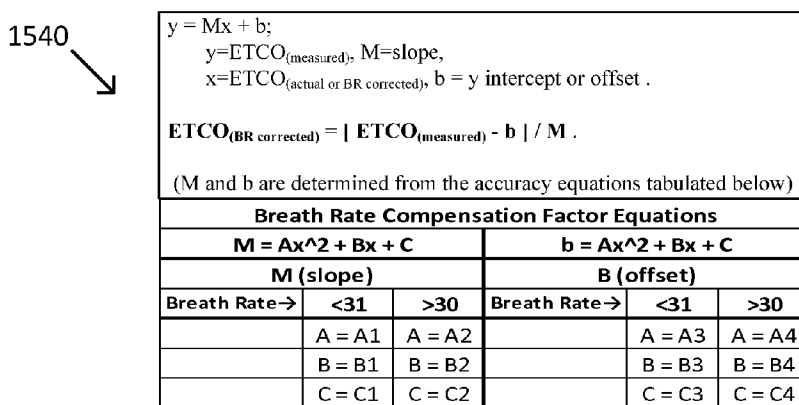 1540
y = Mx + b;
y=ETCO(measured), M=slope,
x=ETCO(actual or BR corrected), b = y intercept or offset .
ETCO(BR corrected) = [ ETCO(measured) - b ] / M .
(M and b are determined from the accuracy equations tabulated below)
Breath Rate Compensation Factor Equations
M = Ax^2 + Bx + C b = Ax^2 + Bx + C
M (slope) B (offset)
Breath Rate→ <31 >30 Breath Rate→ <31 >30
A = A1 A = A2 A = A3 A = A4
B = B1 B = B2 B = B3 B = B4
C = C1 C = C2 C = C3 C = C4